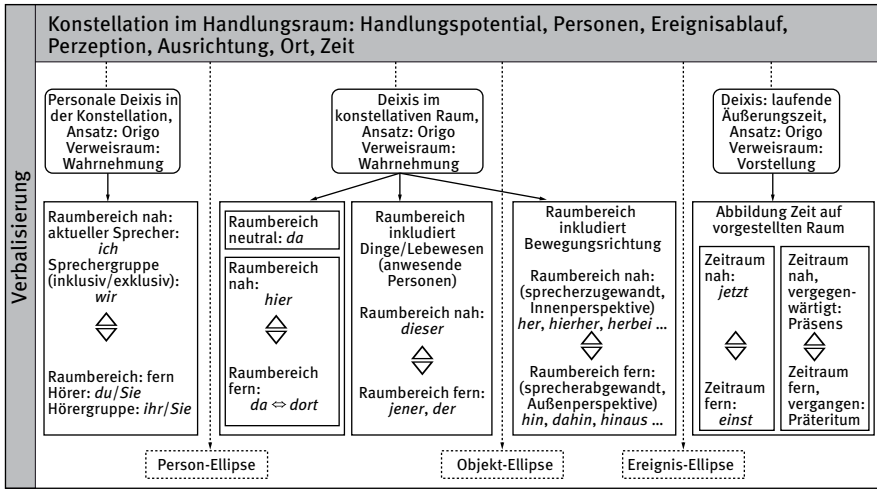 Konstellation im Handlungsraum: Handlungspotential, Personen, Ereignisablauf,
Perzeption, Ausrichtung, Ort, Zeit
Verbalisierung
Personale Deixis in
der Konstellation,
Ansatz: Origo
Verweisraum:
Wahrnehmung
Deixis im
konstellativen Raum,
Ansatz: Origo
Verweisraum:
Wahrnehmung
Deixis: laufende
Äußerungszeit,
Ansatz: Origo
Verweisraum:
Vorstellung
Raumbereich nah:
aktueller Sprecher:
ich
Sprechergruppe
(inklusiv/exklusiv):
wir
Raumbereich: fern
Hörer: du/Sie
Hörergruppe: ihr/Sie
Raumbereich
neutral: da
Raumbereich
nah:
hier
Raumbereich
fern:
da ⇔ dort
Raumbereich
inkludiert
Dinge/Lebewesen
(anwesende
Personen)
Raumbereich nah:
dieser
Raumbereich fern:
jener, der
Raumbereich
inkludiert
Bewegungsrichtung
Raumbereich nah:
(sprecherzugewandt,
Innenperspektive)
her, hierher, herbei ...
Raumbereich fern:
(sprecherabgewandt,
Außenperspektive)
hin, dahin, hinaus ...
Abbildung Zeit auf
vorgestellten Raum
Zeitraum
nah:
jetzt
Zeitraum
fern:
einst
Zeitraum
nah,
vergegen-
wärtigt:
Präsens
Zeitraum
fern,
vergangen:
Präteritum
Person-Ellipse
Objekt-Ellipse
Ereignis-Ellipse